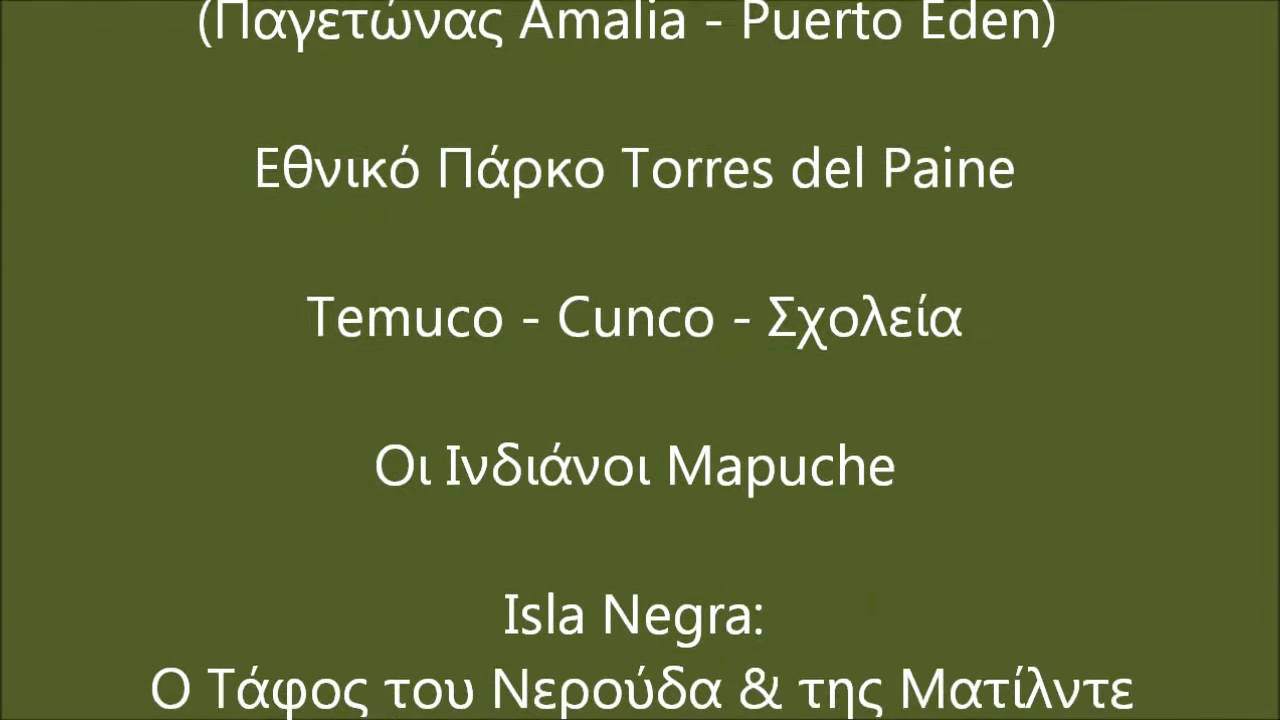 (Παγετώνας Amalia - Puerto Eden)
Εθνικό Πάρκο Torres del Paine
Temuco - Cunco - Σχολεία
Οι Ινδιάνοι Mapuche
Isla Negra:
Ο Τάφος του Νερούδα & της Ματίλντε